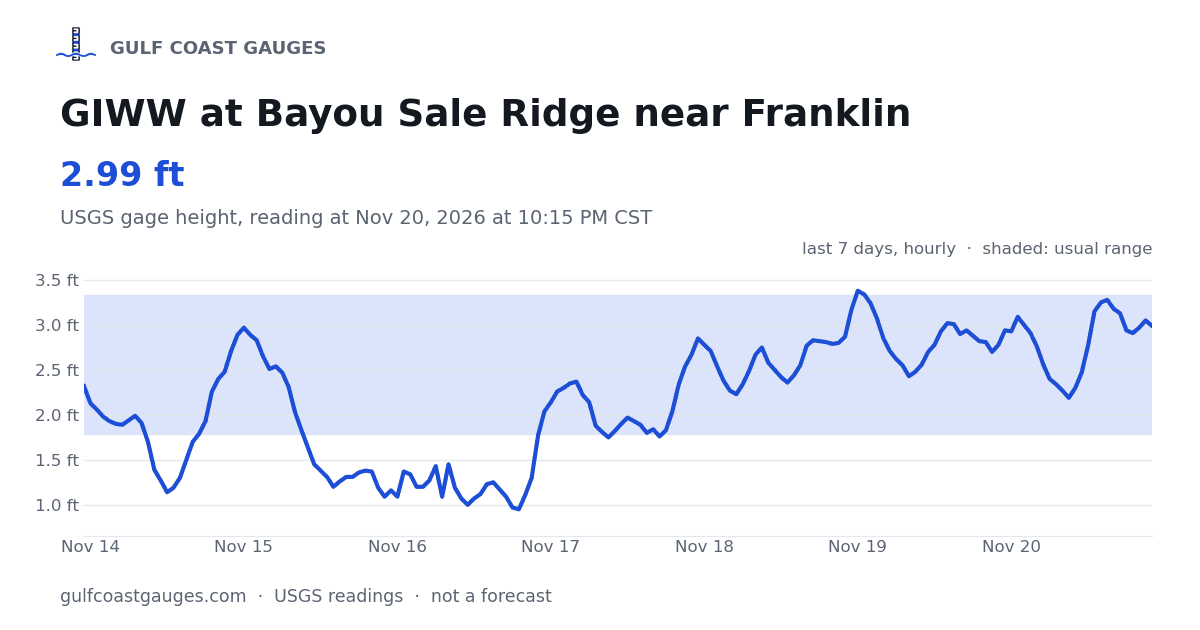 GULF COAST GAUGES
GIWW at Bayou Sale Ridge near Franklin
2.99 ft
USGS gage height, reading at Nov 20, 2026 at 10:15 PM CST
last 7 days, hourly · shaded: usual range
3.5 ft
3.0 ft
2.5 ft
2.0 ft
1.5 ft
1.0 ft
Nov 14 Nov 15 Nov 16 Nov 17 Nov 18 Nov 19 Nov 20
gulfcoastgauges.com · USGS readings · not a forecast